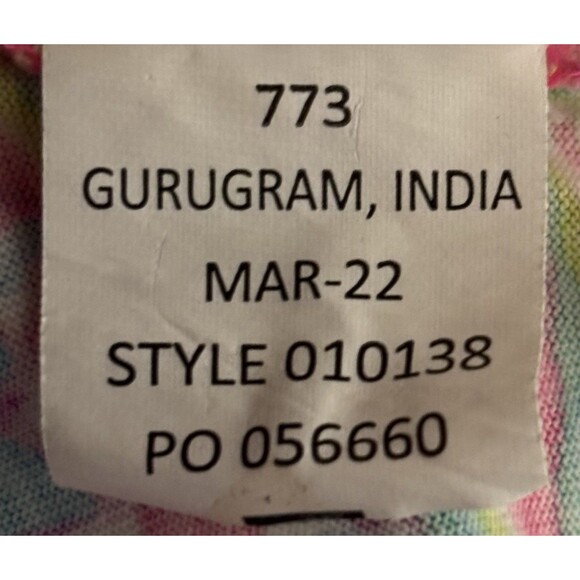 773
GURUGRAM, INDIA
MAR-22
STYLE 010138
PO 056660